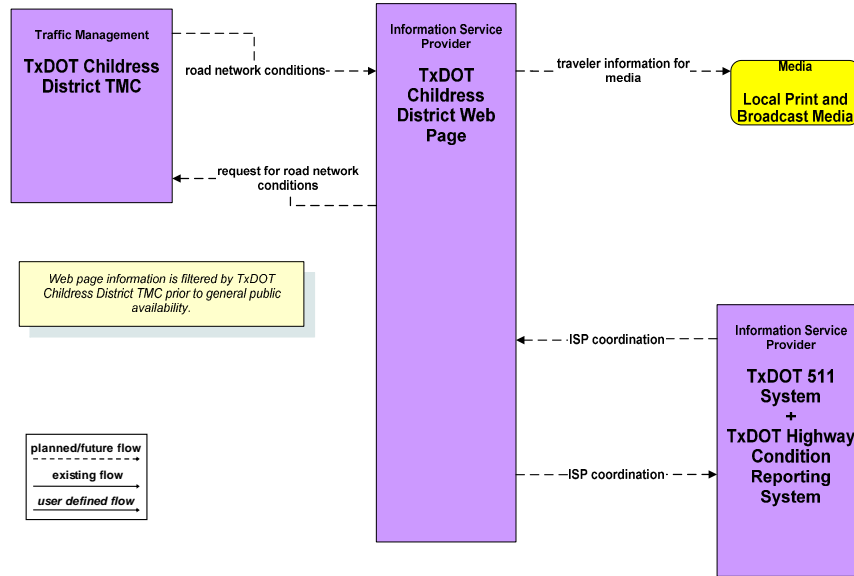 Traffic Management
TxDOT Childress
District TMC
road network conditions
request for road network
conditions
Information Service
Provider
TxDOT
Childress
District Web
Page
traveler information for
media
Media
Local Print and
Broadcast Media
Web page information is filtered by TxDOT
Childress District TMC prior to general public
availability.
ISP coordination
ISP coordination
Information Service
Provider
TxDOT 511
System
+
TxDOT Highway
Condition
Reporting
System
planned/future flow
existing flow
user defined flow